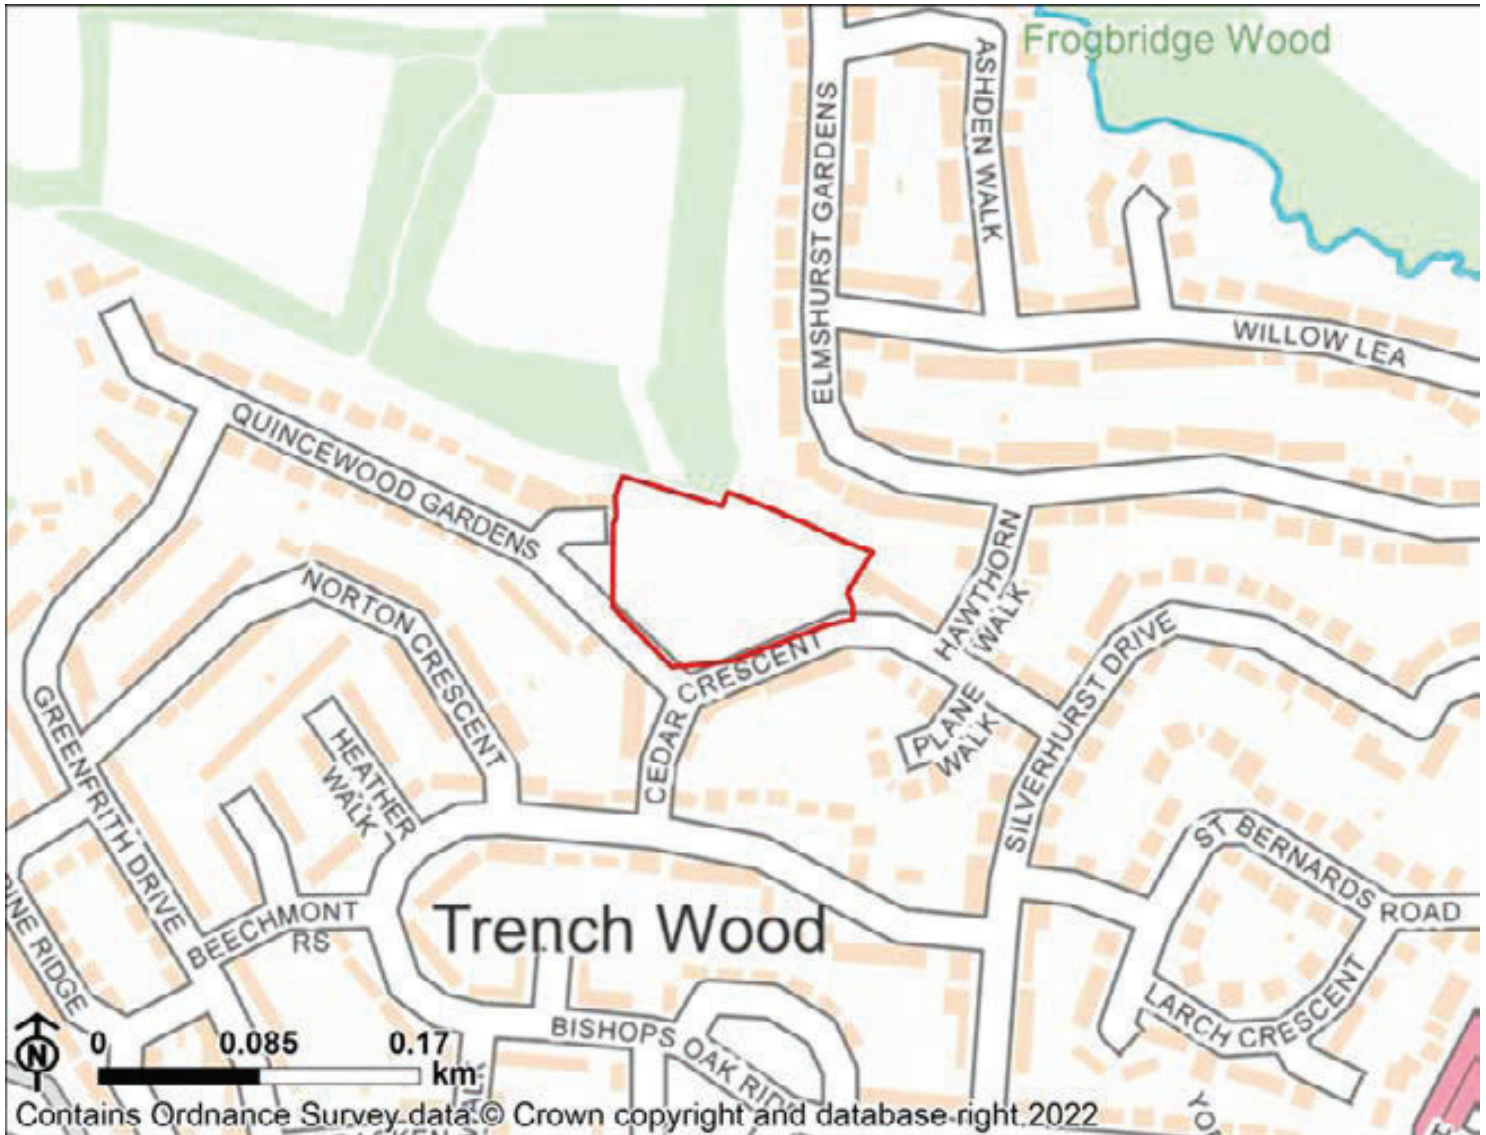 Frogbridge Wood
ASHDEN WALK
ELMSHURST GARDENS
WILLOW LEA
QUINCEWOOD GARDENS
HAWTHORN
WALK
NORTON CRESCENT
CEDAR CRESCENT
SILVERHURST DRIVE
PLANE
WALK
GREENFRITH DRIVE
HEATHER
WALK
ST BERNARDS ROAD
BEECHMONT
RS
Trench Wood
RIDGE
LARCH CRESCENT
BISHOPS OAK
N
0 0.085 0.17
km
Contains Ordnance Survey data © Crown copyright and database right 2022